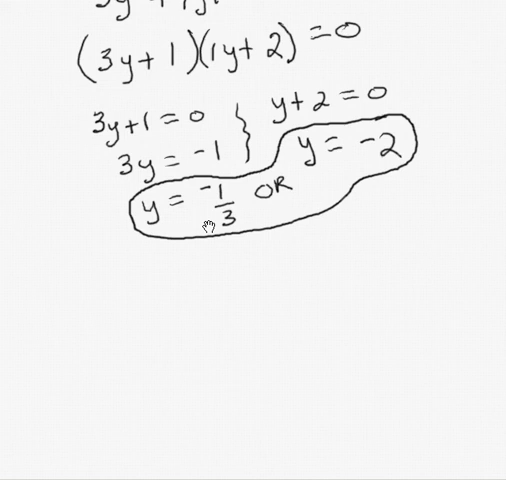 (3y+1)(1y+2)=0
3y+1=0 } y+2=0
3y=-1 y=-2
y=-1/3 OR